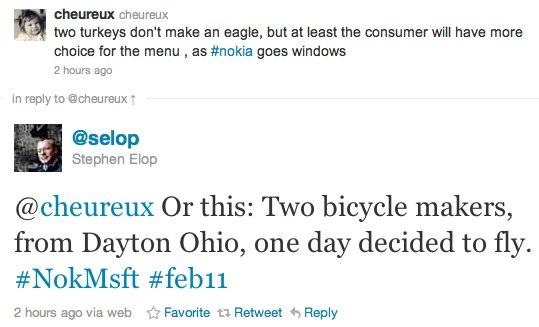 cheureux cheureux
two turkeys don't make an eagle, but at least the consumer will have more
choice for the menu , as #nokia goes windows
2 hours ago
in reply to @cheureux ↑
@selop
Stephen Elop
@cheureux Or this: Two bicycle makers,
from Dayton Ohio, one day decided to fly.
#NokMsft #feb11
2 hours ago via web Favorite Retweet Reply